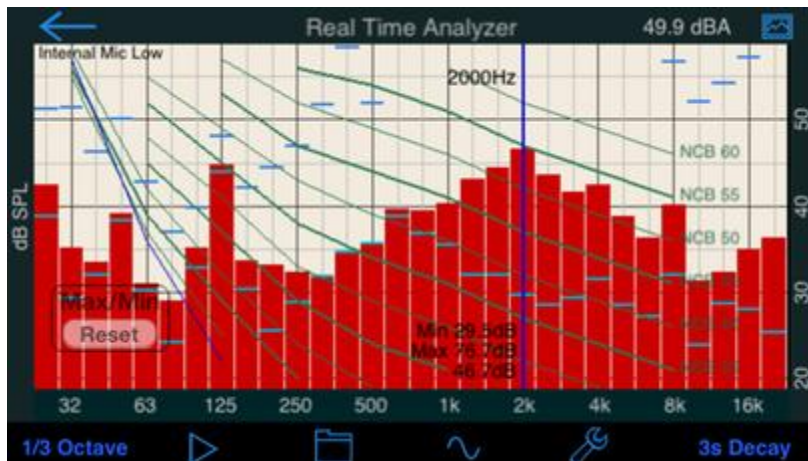 Real Time Analyzer
49.9 dBA
Internal Mic Low
2000Hz
50
NCB 60
NCB 55
dB SPL
40
NCB 50
30
Max/Min
Reset
Min 29.5dB
Max 76.7dB
46.7dB
20
32 63 125 250 500 1k 2k 4k 8k 16k
1/3 Octave
3s Decay